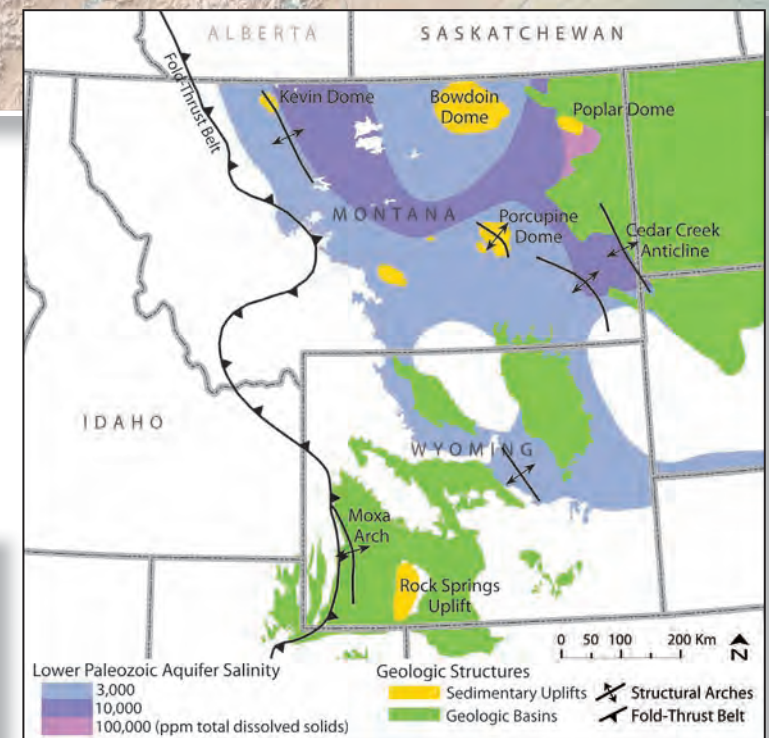 ALBERTA
SASKATCHEWAN
Fold-Thrust Belt
Kevin Dome
Bowdoin
Dome
Poplar Dome
MONTANA
Porcupine
Dome
Cedar Creek
Anticline
IDAHO
WYOMING
Moxa
Arch
Rock Springs
Uplift
0 50 100 200 Km
N
Lower Paleozoic Aquifer Salinity
3,000
10,000
100,000 (ppm total dissolved solids)
Geologic Structures
Sedimentary Uplifts
Geologic Basins
Structural Arches
Fold-Thrust Belt